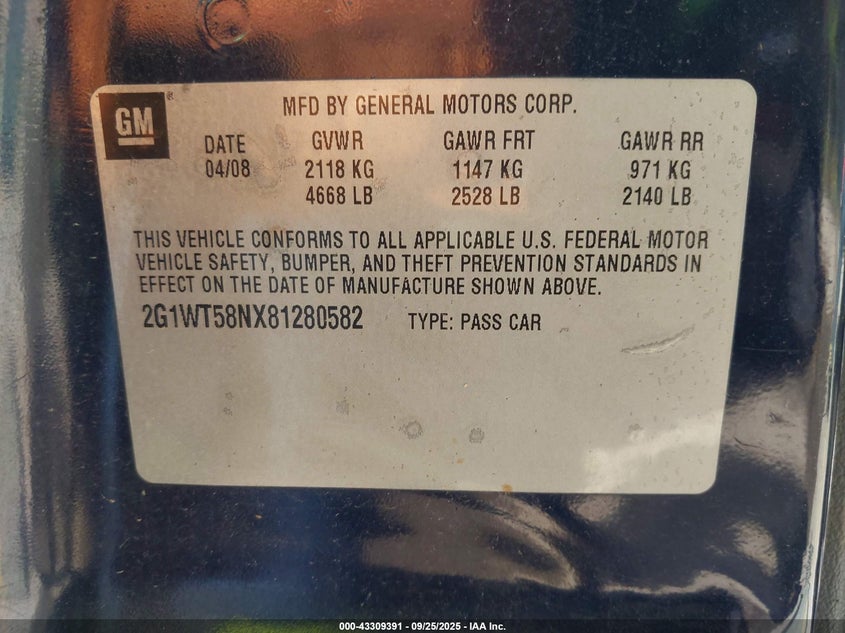 GM
MFD BY GENERAL MOTORS CORP.
DATE GVWR GAWR FRT GAWR RR
04/08 2118 KG 1147 KG 971 KG
4668 LB 2528 LB 2140 LB
THIS VEHICLE CONFORMS TO ALL APPLICABLE U.S. FEDERAL MOTOR
VEHICLE SAFETY, BUMPER, AND THEFT PREVENTION STANDARDS IN
EFFECT ON THE DATE OF MANUFACTURE SHOWN ABOVE.
2G1WT58NX81280582 TYPE: PASS CAR
000-43309391 - 09/25/2025 - IAA Inc.